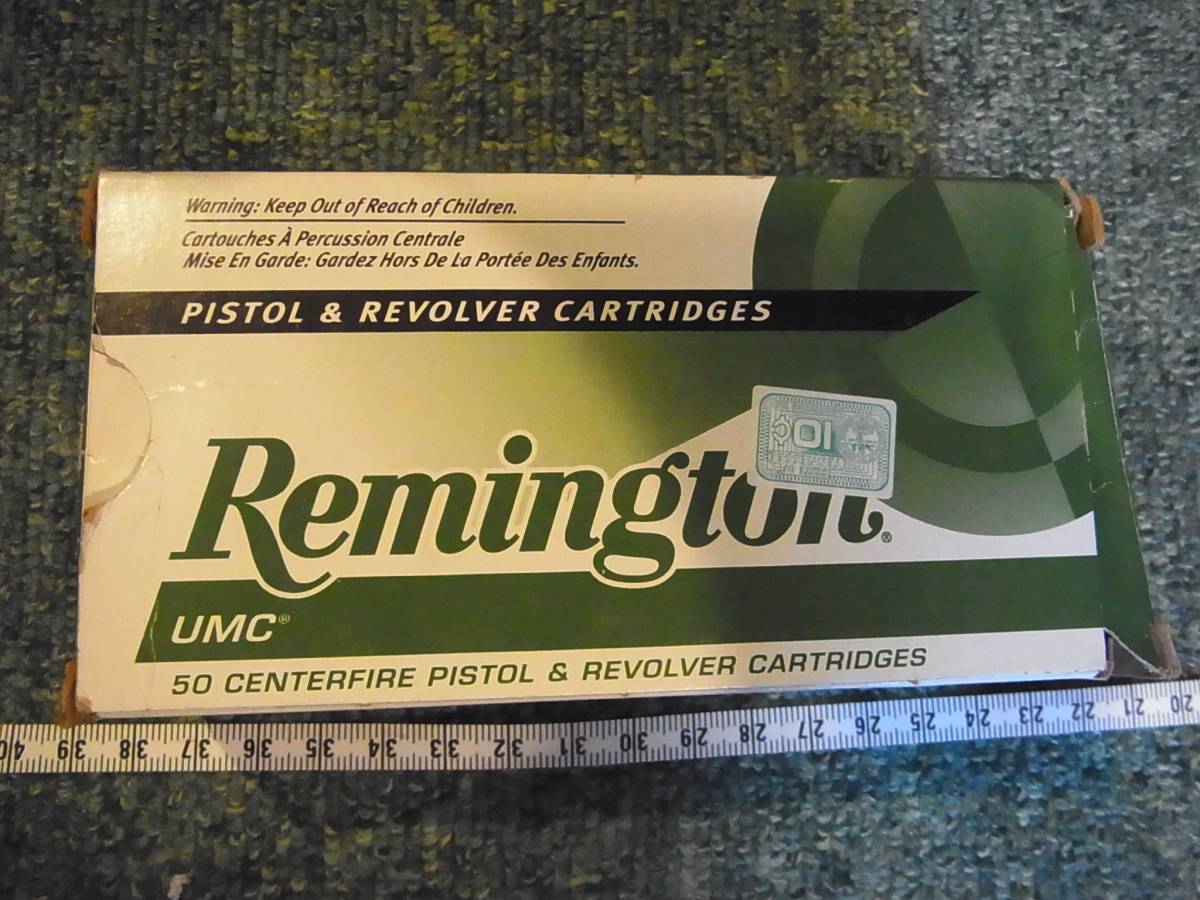 Warning: Keep Out of Reach of Children.
Cartouches À Percussion Centrale
Mise En Garde: Gardez Hors De La Portée Des Enfants.
PISTOL & REVOLVER CARTRIDGES
Remington®
UMC®
50 CENTERFIRE PISTOL & REVOLVER CARTRIDGES
40 39 38 37 36 35 34 33 32 31 30 29 28 27 26 25 24 23 22 21 20